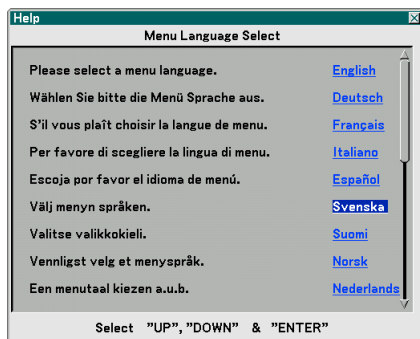 Help
Menu Language Select
Please select a menu language. English
Wählen Sie bitte die Menü Sprache aus. Deutsch
S'il vous plaît choisir la langue de menu. Français
Per favore di scegliere la lingua di menu. Italiano
Escoja por favor el idioma de menú. Español
Välj menyn språken. Svenska
Valitse valikkokieli. Suomi
Vennligst velg et menyspråk. Norsk
Een menutaal kiezen a.u.b. Nederlands
Select "UP", "DOWN" & "ENTER"